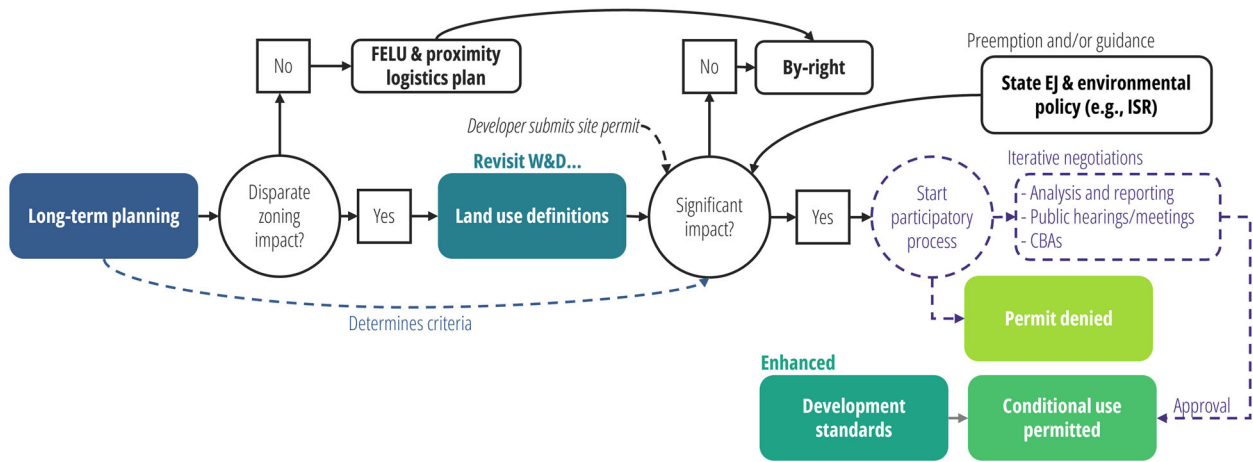 No
FELU & proximity
logistics plan
No
By-right
Preemption and/or guidance
State EJ & environmental
policy (e.g., ISR)
Developer submits site permit
Revisit W&D...
Long-term planning
Disparate
zoning
impact?
Yes
Land use definitions
Significant
impact?
Yes
Start
participatory
process
Iterative negotiations
- Analysis and reporting
- Public hearings/meetings
- CBAs
Determines criteria
Permit denied
Enhanced
Development
standards
Conditional use
permitted
Approval